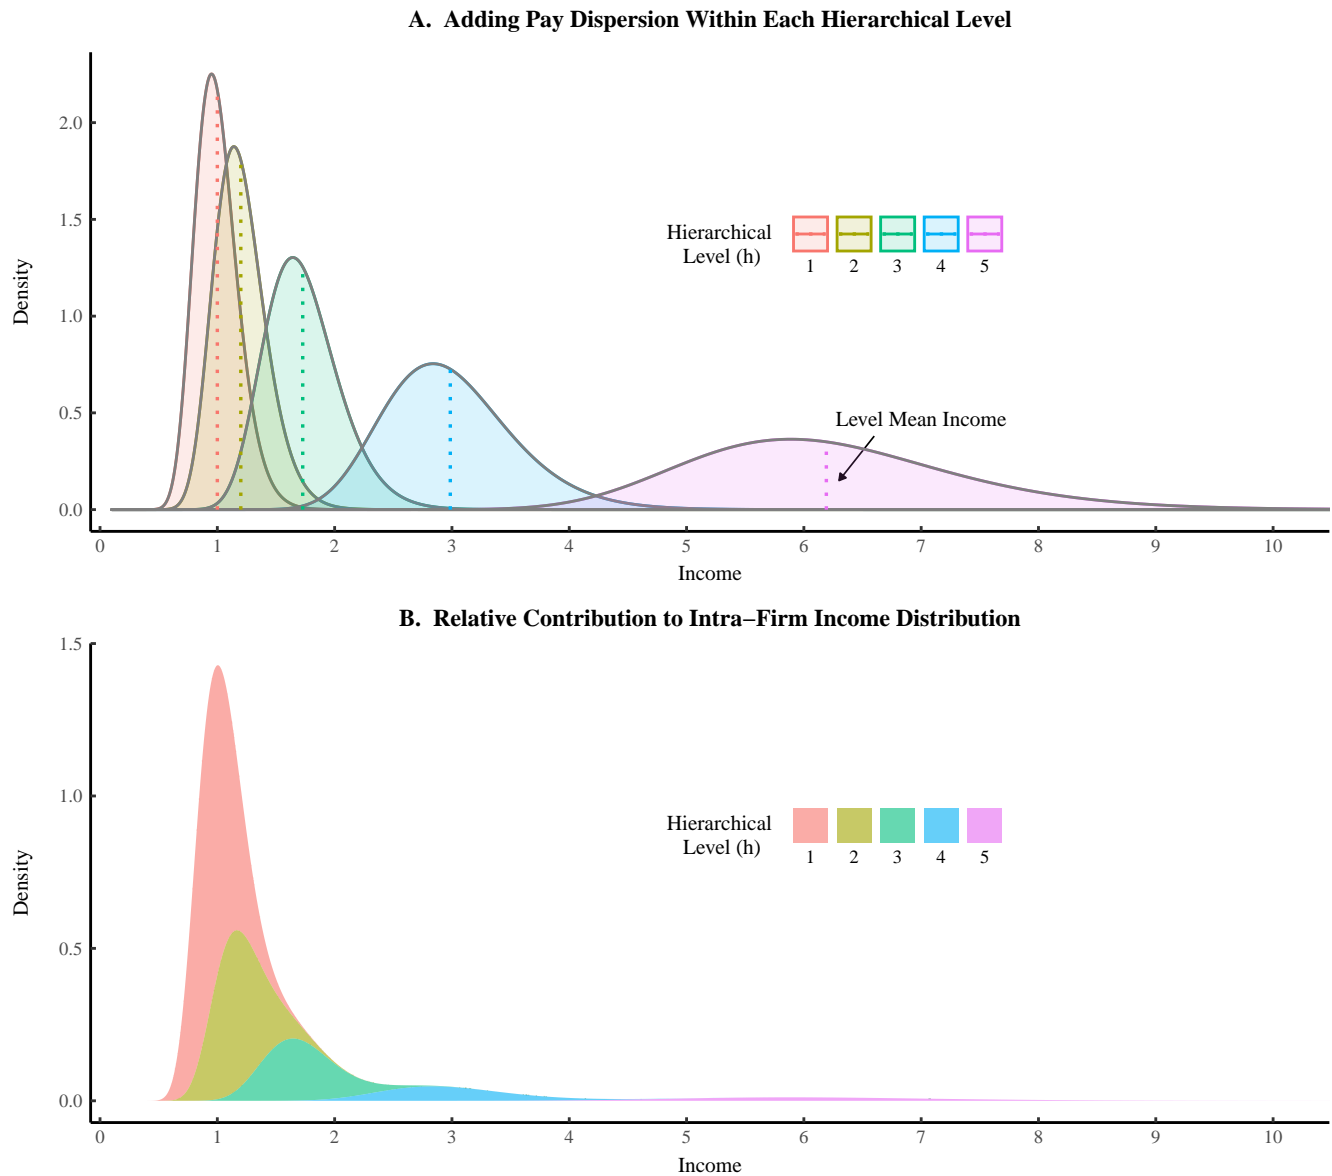 A.  Adding Pay Dispersion Within Each Hierarchical Level
Density
2.0
1.5
1.0
0.5
0.0
Hierarchical
Level (h)
1 2 3 4 5
Level Mean Income
0 1 2 3 4 5 6 7 8 9 10
Income
B.  Relative Contribution to Intra−Firm Income Distribution
Density
1.5
1.0
0.5
0.0
Hierarchical
Level (h)
1 2 3 4 5
0 1 2 3 4 5 6 7 8 9 10
Income